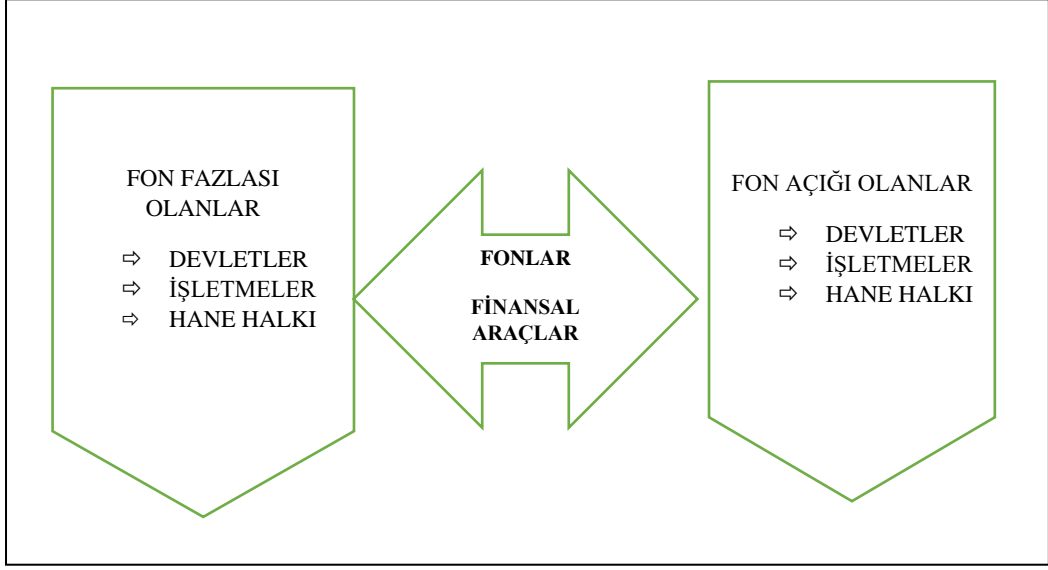 FON FAZLASI
OLANLAR
⇨ DEVLETLER
⇨ İŞLETMELER
⇨ HANE HALKI
FONLAR
FİNANSAL
ARAÇLAR
FON AÇIĞI OLANLAR
⇨ DEVLETLER
⇨ İŞLETMELER
⇨ HANE HALKI